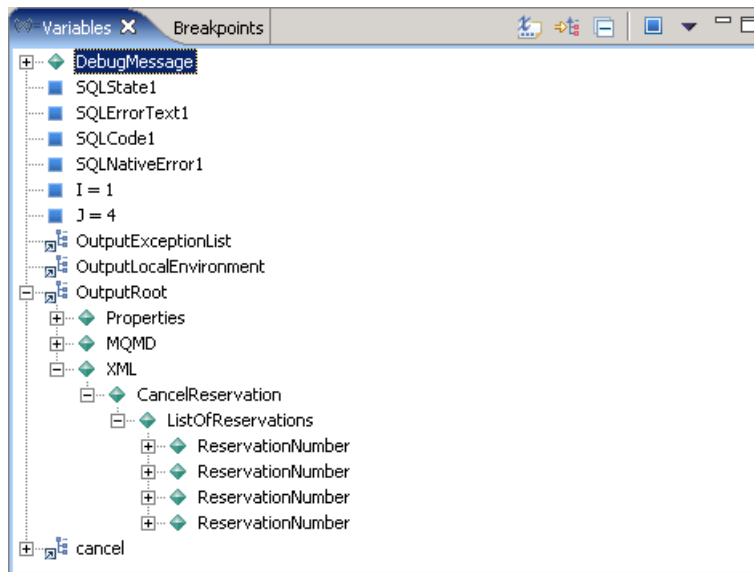 Variables Breakpoints
DebugMessage
SQLState1
SQLErrorText1
SQLCode1
SQLNativeError1
I = 1
J = 4
OutputExceptionList
OutputLocalEnvironment
OutputRoot
Properties
MQMD
XML
CancelReservation
ListOfReservations
ReservationNumber
ReservationNumber
ReservationNumber
ReservationNumber
cancel